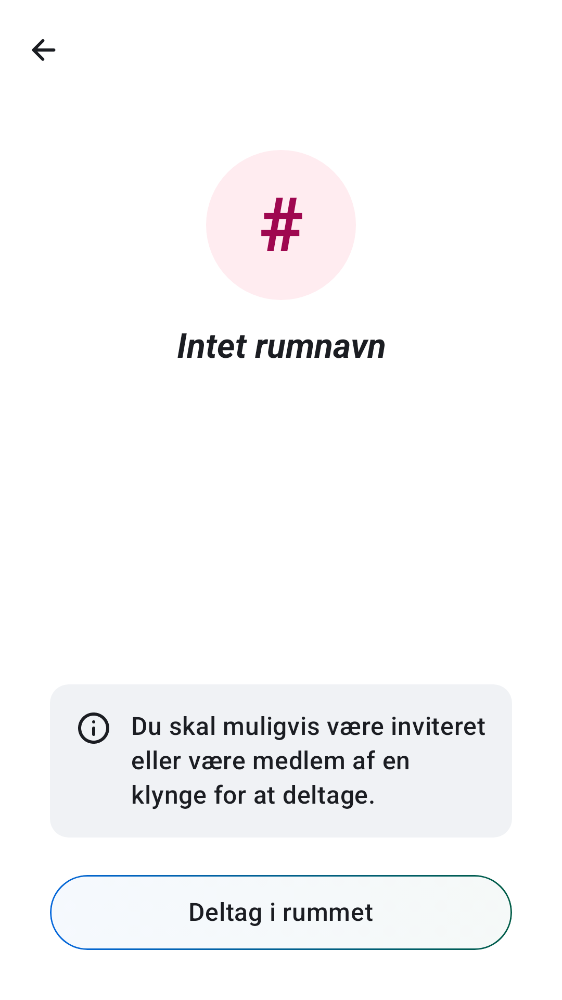 #
Intet rumnavn
Du skal muligvis være inviteret
eller være medlem af en
klynge for at deltage.
Deltag i rummet